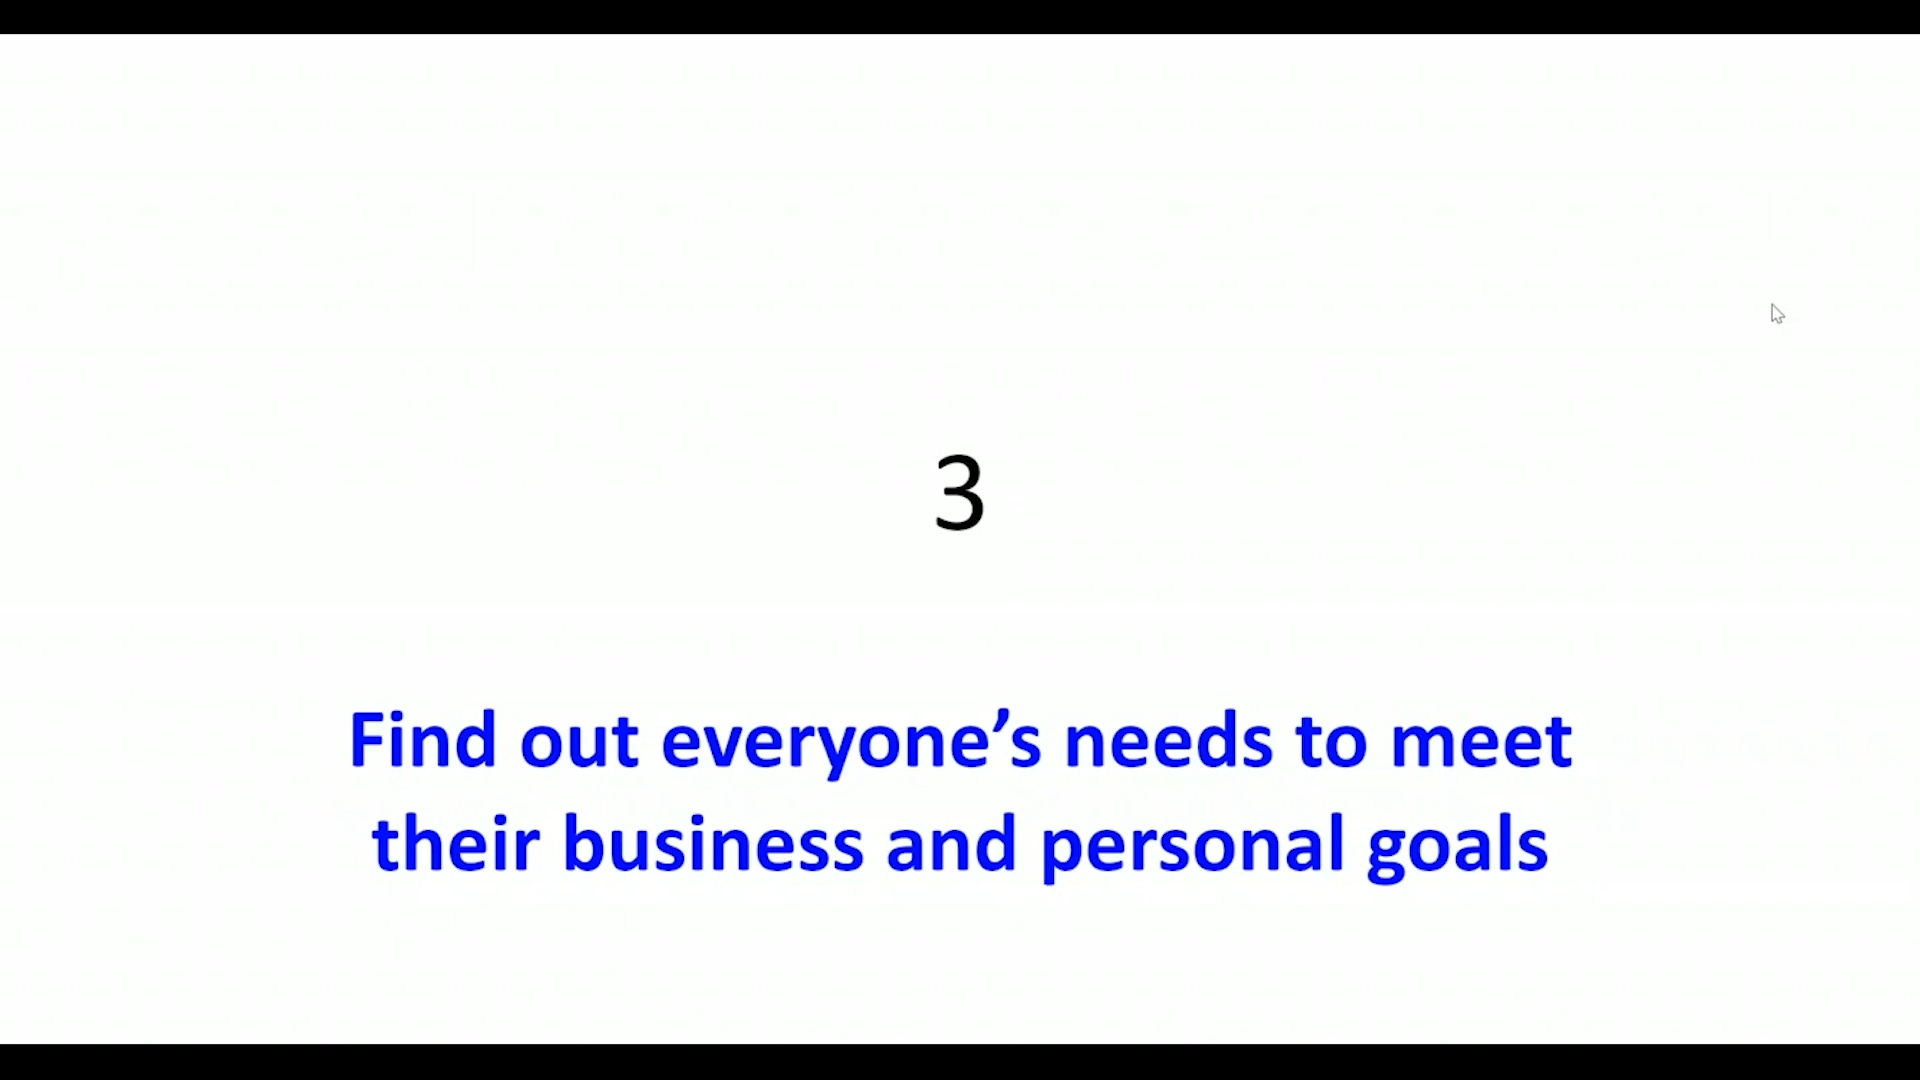 3
Find out everyone’s needs to meet
their business and personal goals